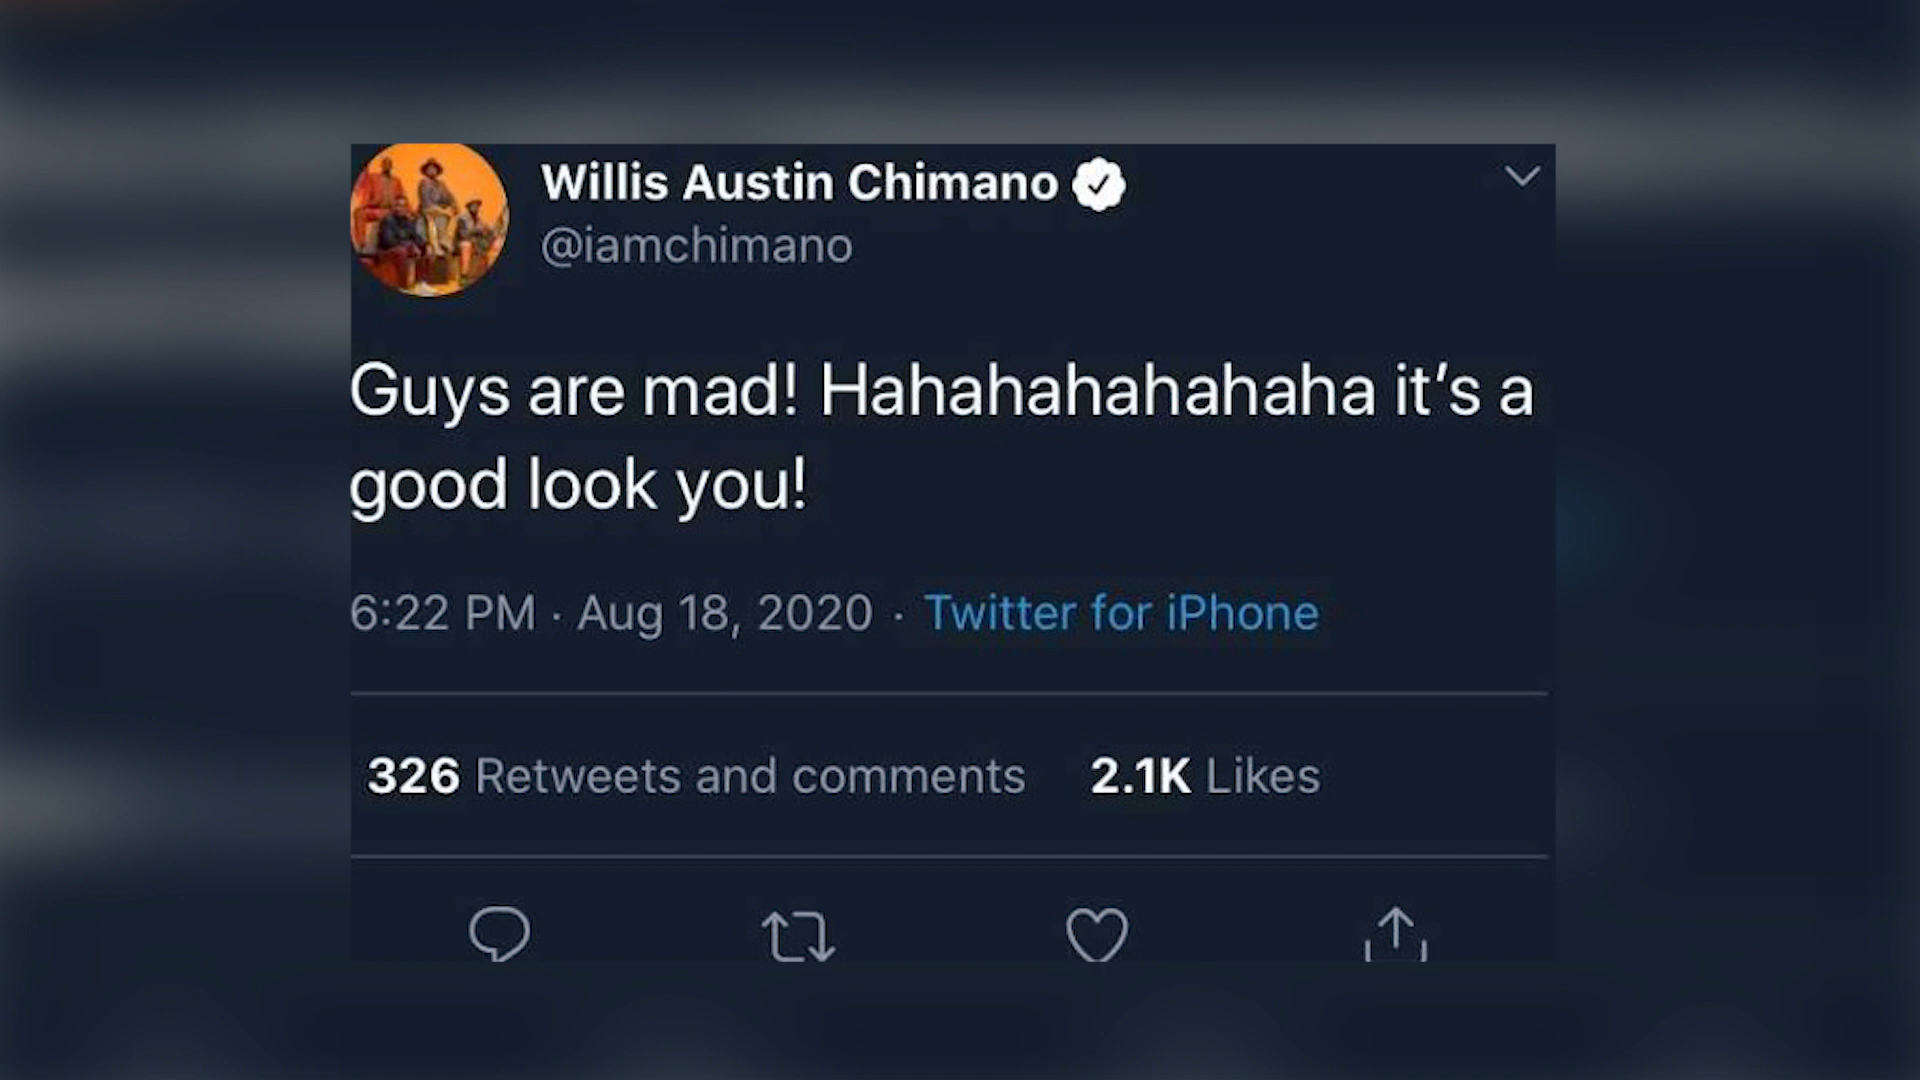 Willis Austin Chimano
@iamchimano
Guys are mad! Hahahahahahaha it’s a
good look you!
6:22 PM · Aug 18, 2020 · Twitter for iPhone
326 Retweets and comments 2.1K Likes